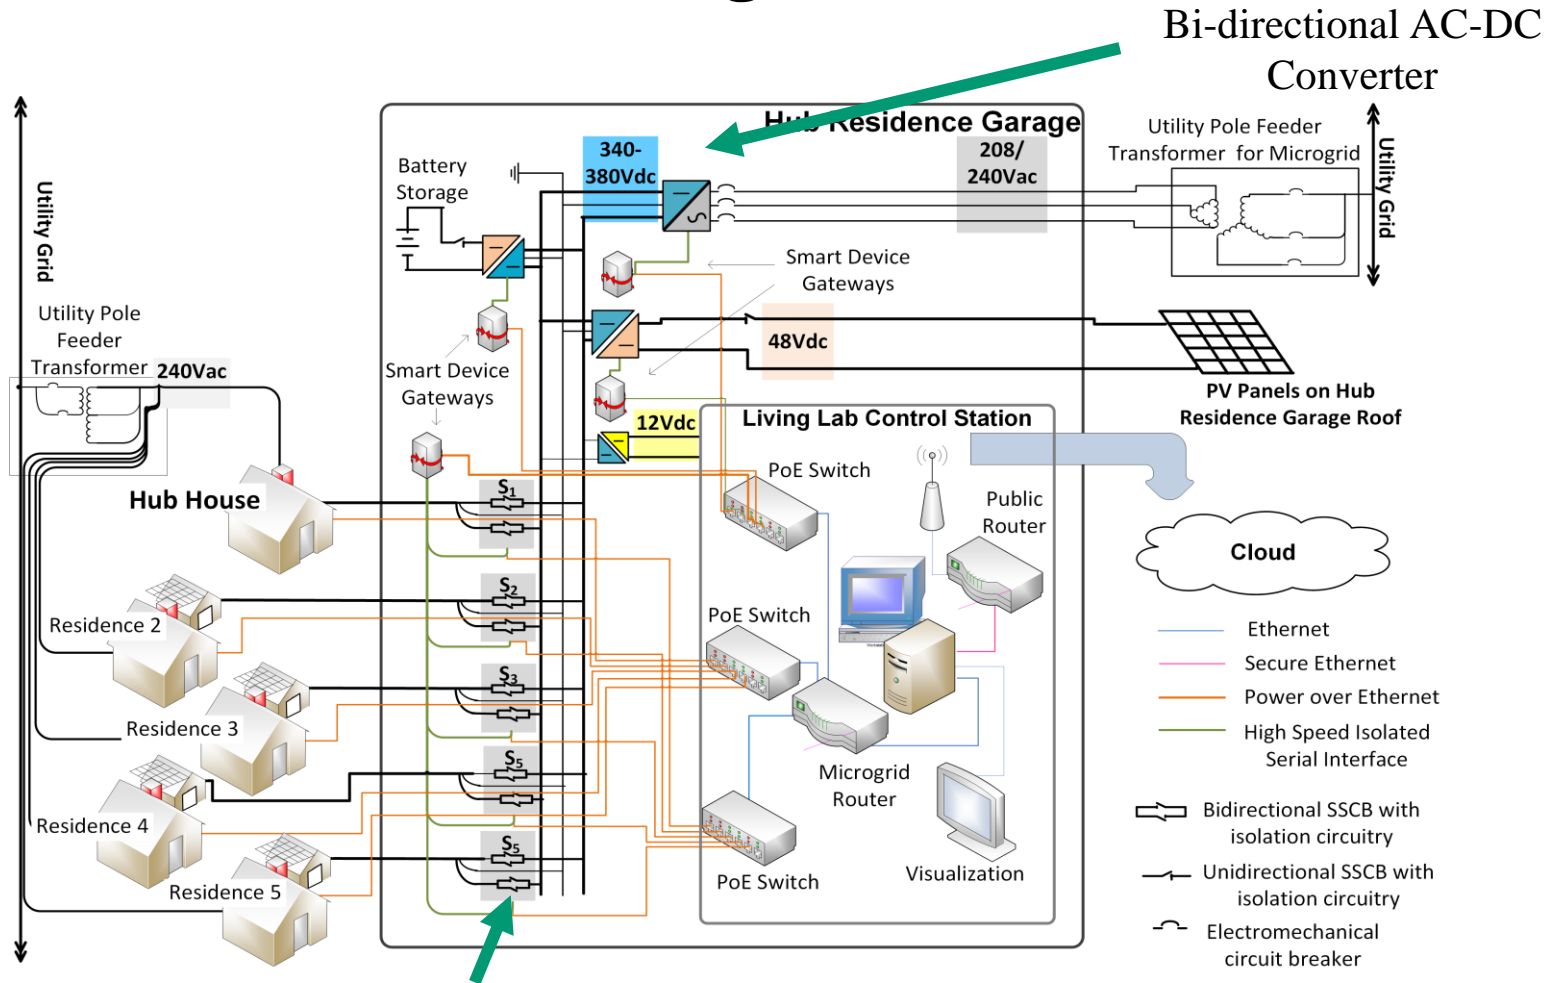 Bi-directional AC-DC
Converter
Hub Residence Garage
340-
380Vdc
208/
240Vac
Utility Pole Feeder
Transformer for Microgrid
Utility Grid
Battery
Storage
Utility Grid
Smart Device
Gateways
48Vdc
Utility Pole
Feeder
Transformer
240Vac
Smart Device
Gateways
PV Panels on Hub
Residence Garage Roof
12Vdc
Living Lab Control Station
PoE Switch
Public
Router
Hub House
S1
Cloud
S2
PoE Switch
Residence 2
Ethernet
Secure Ethernet
Power over Ethernet
High Speed Isolated
Serial Interface
S3
Residence 3
S5
Microgrid
Router
Residence 4
Bidirectional SSCB with
isolation circuitry
S5
Residence 5
PoE Switch
Visualization
Unidirectional SSCB with
isolation circuitry
Electromechanical
circuit breaker